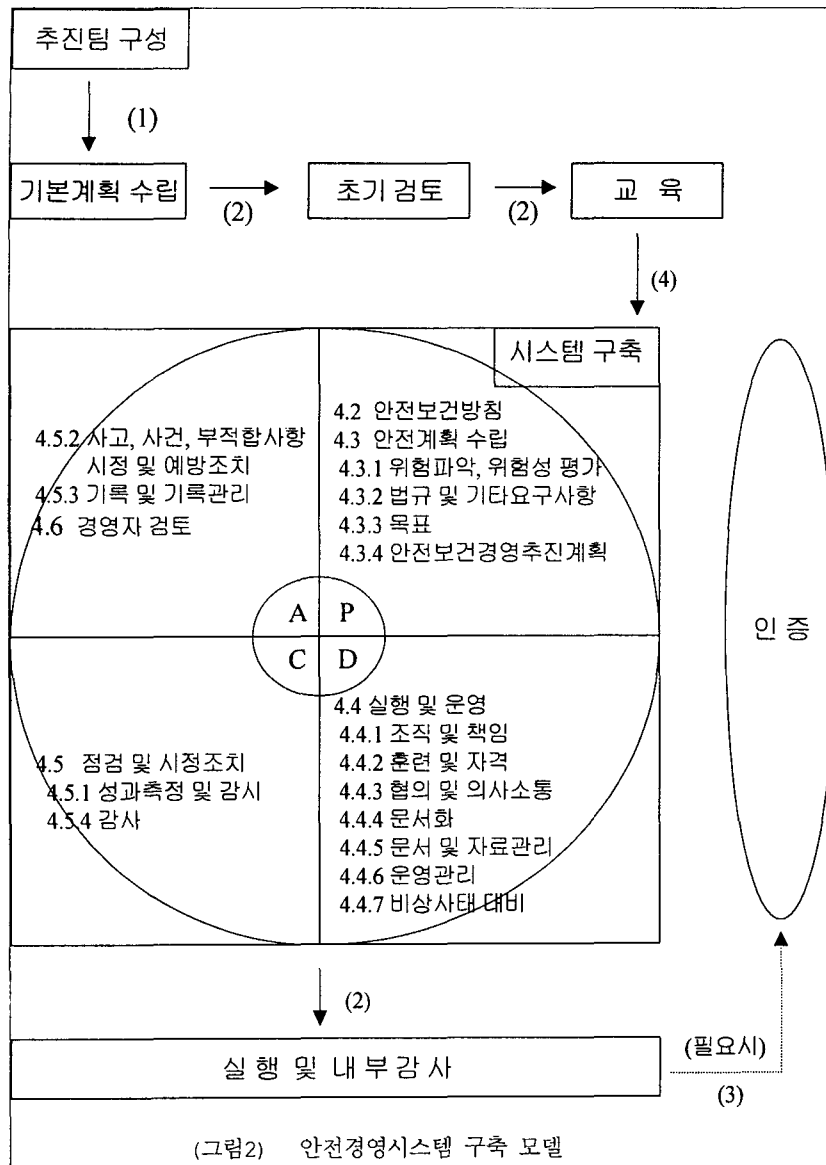 추진팀 구성
(1)
기본계획 수립
(2)
초기 검토
(2)
교 육
(4)
시스템 구축
4.5.2 사고, 사건, 부적합사항
시정 및 예방조치
4.5.3 기록 및 기록관리
4.6 경영자 검토
4.2 안전보건방침
4.3 안전계획 수립
4.3.1 위험파악, 위험성 평가
4.3.2 법규 및 기타요구사항
4.3.3 목표
4.3.4 안전보건경영추진계획
A P
C D
4.5 점검 및 시정조치
4.5.1 성과측정 및 감시
4.5.4 감사
4.4 실행 및 운영
4.4.1 조직 및 책임
4.4.2 훈련 및 자격
4.4.3 협의 및 의사소통
4.4.4 문서화
4.4.5 문서 및 자료관리
4.4.6 운영관리
4.4.7 비상사태 대비
인 증
(2)
실 행 및 내 부 감 사
(필요시)
(3)
(그림2) 안전경영시스템 구축 모델